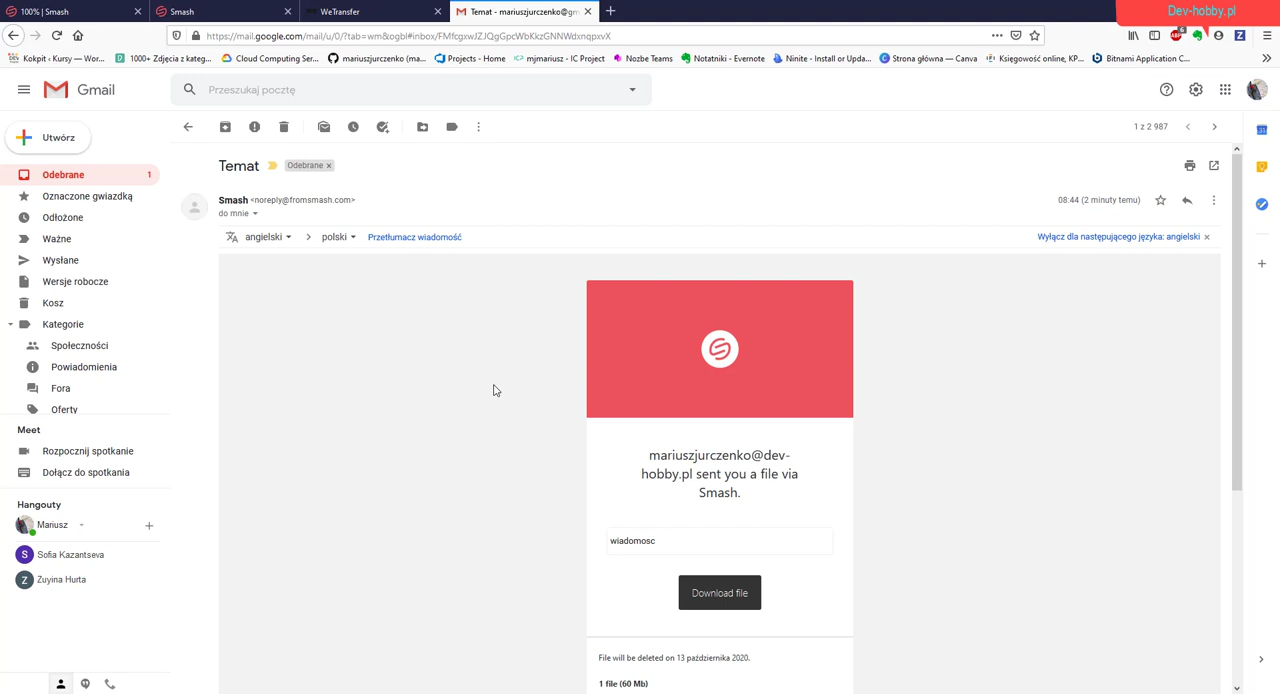 100% | Smash
Smash
WeTransfer
Temat - mariuszjurczenko@gm
Dev-hobby.pl
https://mail.google.com/mail/u/0/?tab=wm&ogbl#inbox/FMfcgxwJZJQgGpcWbKkzGNNWdxnqpxvX
Kokpit ‹ Kursy — Wor...
1000+ Zdjęcia z kateg...
Cloud Computing Ser...
mariuszjurczenko (ma...
Projects - Home
mjmariusz - IC Project
Nozbe Teams
Notatniki - Evernote
Ninite - Install or Upda...
Strona główna — Canva
Księgowość online, KP...
Bitnami Application C...
Gmail
Przeszukaj pocztę
Utwórz
1 z 2 987
Odebrane 1
Oznaczone gwiazdką
Odłożone
Ważne
Wysłane
Wersje robocze
Kosz
Kategorie
Społeczności
Powiadomienia
Fora
Oferty
Meet
Rozpocznij spotkanie
Dołącz do spotkania
Hangouty
Mariusz
S Sofia Kazantseva
Z Zuyina Hurta
Temat
Odebrane
Smash <noreply@fromsmash.com>
08:44 (2 minuty temu)
do mnie
angielski
polski
Przetłumacz wiadomość
Wyłącz dla następującego języka: angielski
mariuszjurczenko@dev-
hobby.pl sent you a file via
Smash.
wiadomosc
Download file
File will be deleted on 13 października 2020.
1 file (60 Mb)